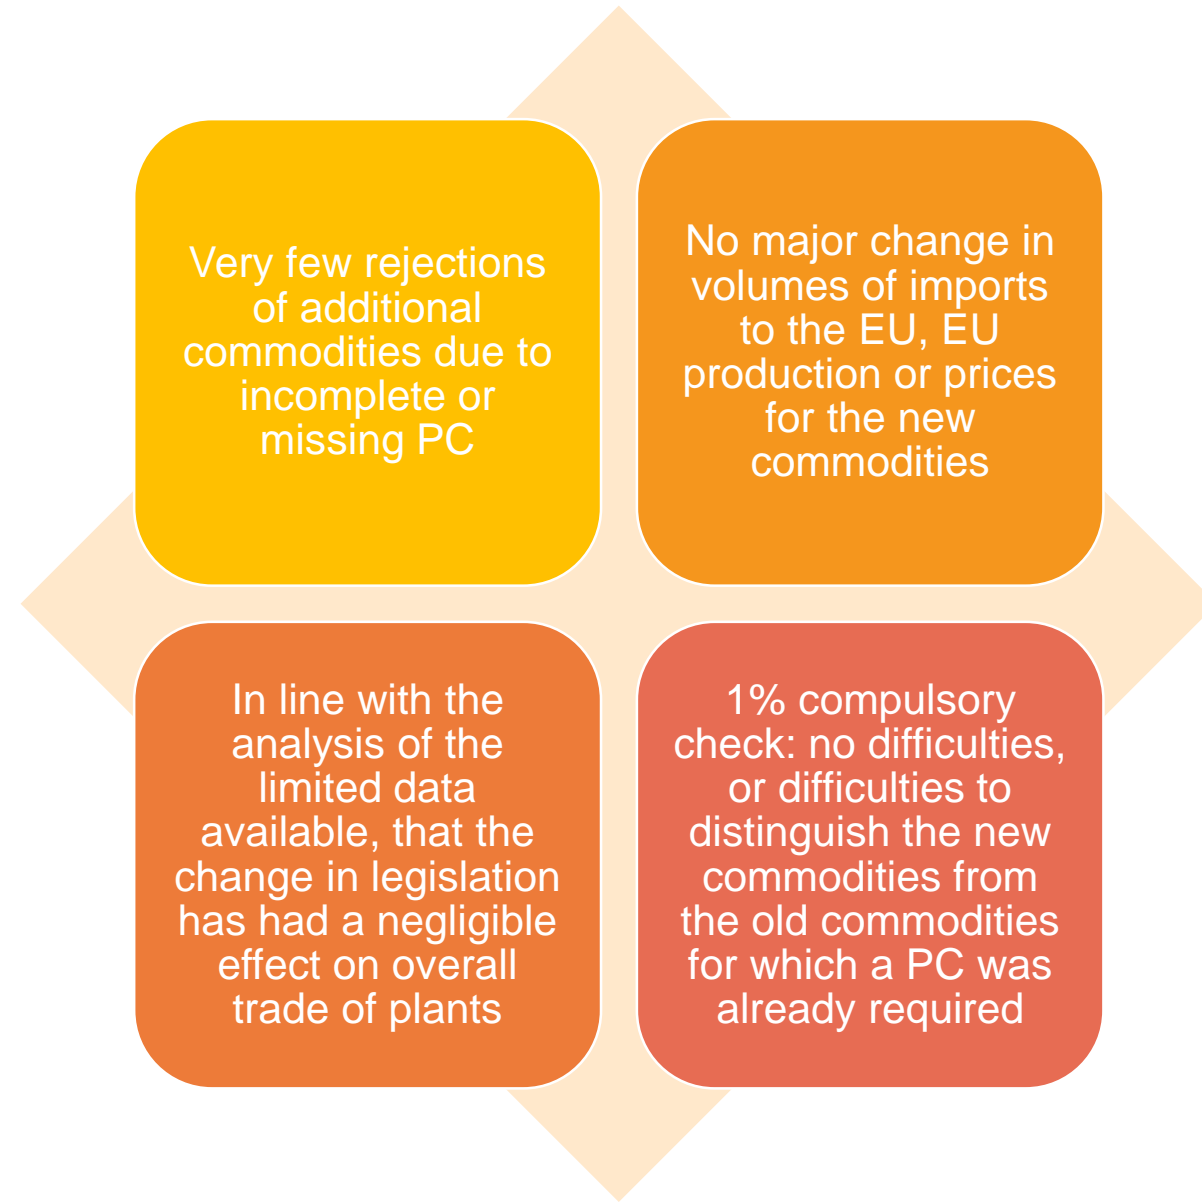 Very few rejections
of additional
commodities due to
incomplete or
missing PC
No major change in
volumes of imports
to the EU, EU
production or prices
for the new
commodities
In line with the
analysis of the
limited data
available, that the
change in legislation
has had a negligible
effect on overall
trade of plants
1% compulsory
check: no difficulties,
or difficulties to
distinguish the new
commodities from
the old commodities
for which a PC was
already required